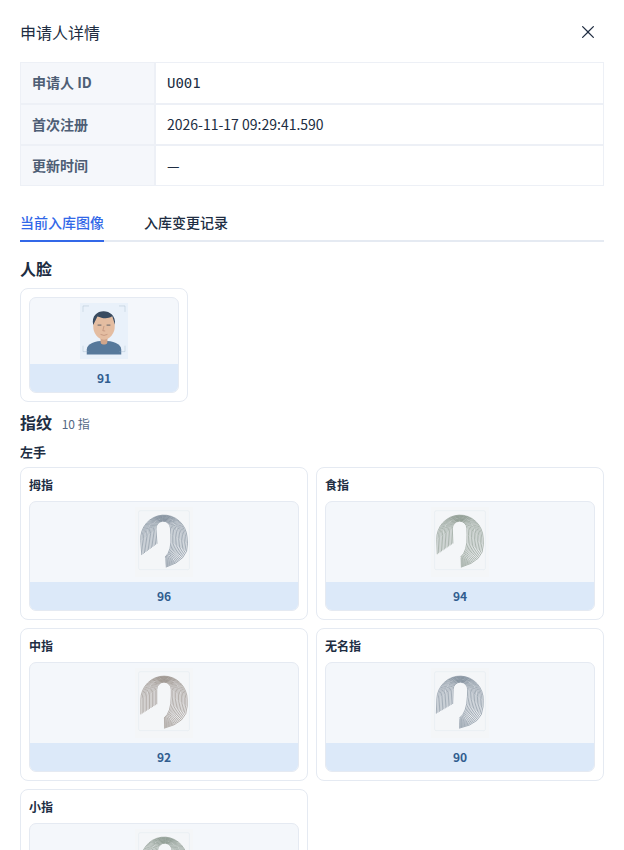 申请人详情
申请人 ID
U001
首次注册
2026-11-17 09:29:41.590
更新时间
—
当前入库图像
入库变更记录
人脸
91
指纹 10 指
左手
拇指
食指
96
94
中指
无名指
92
90
小指